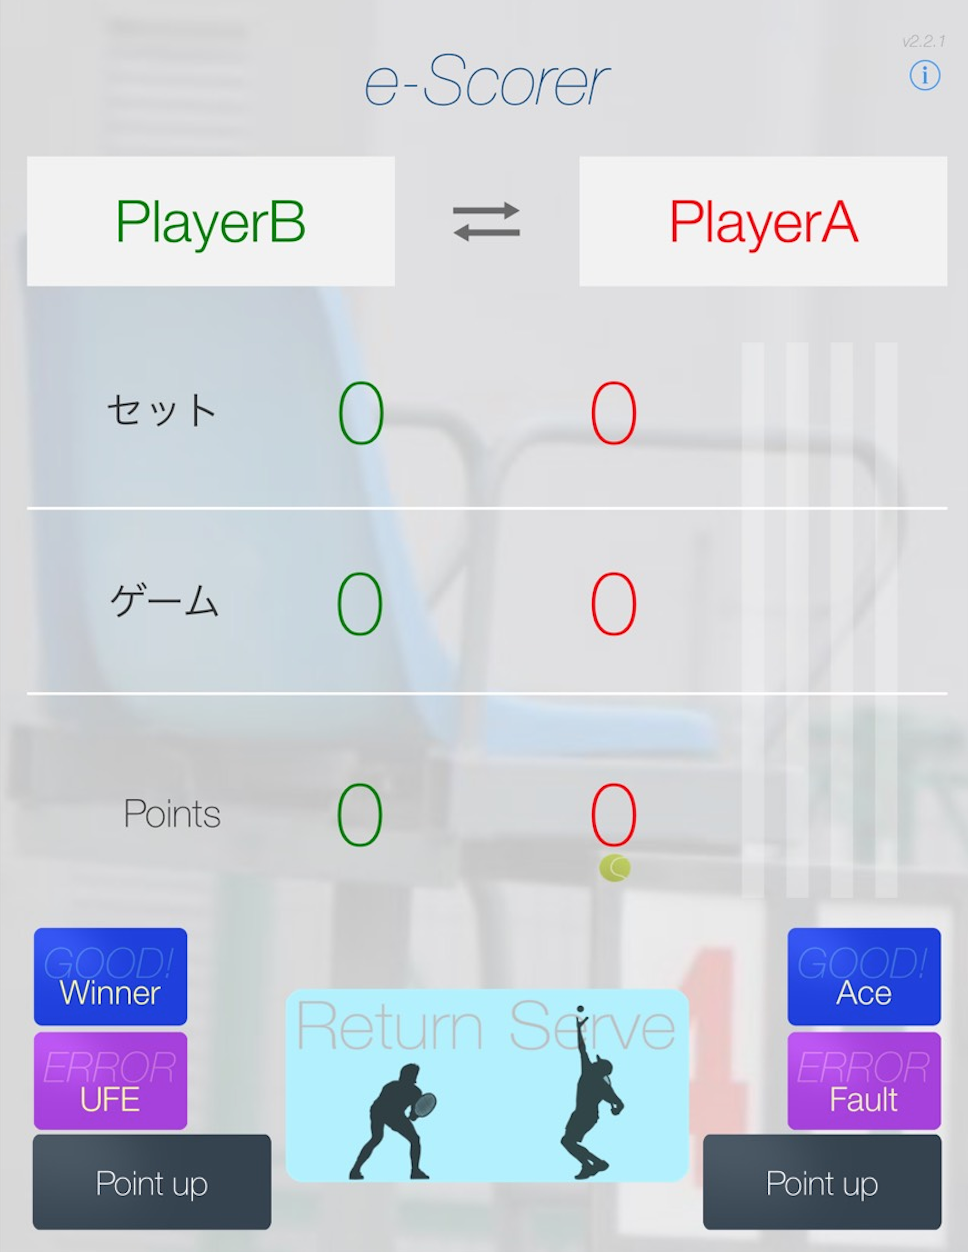 v2.2.1
e-Scorer
i
PlayerB
PlayerA
セット 0 0
ゲーム 0 0
Points 0 0
GOOD!
Winner
GOOD!
Ace
Return Serve
ERROR
UFE
ERROR
Fault
Point up
Point up